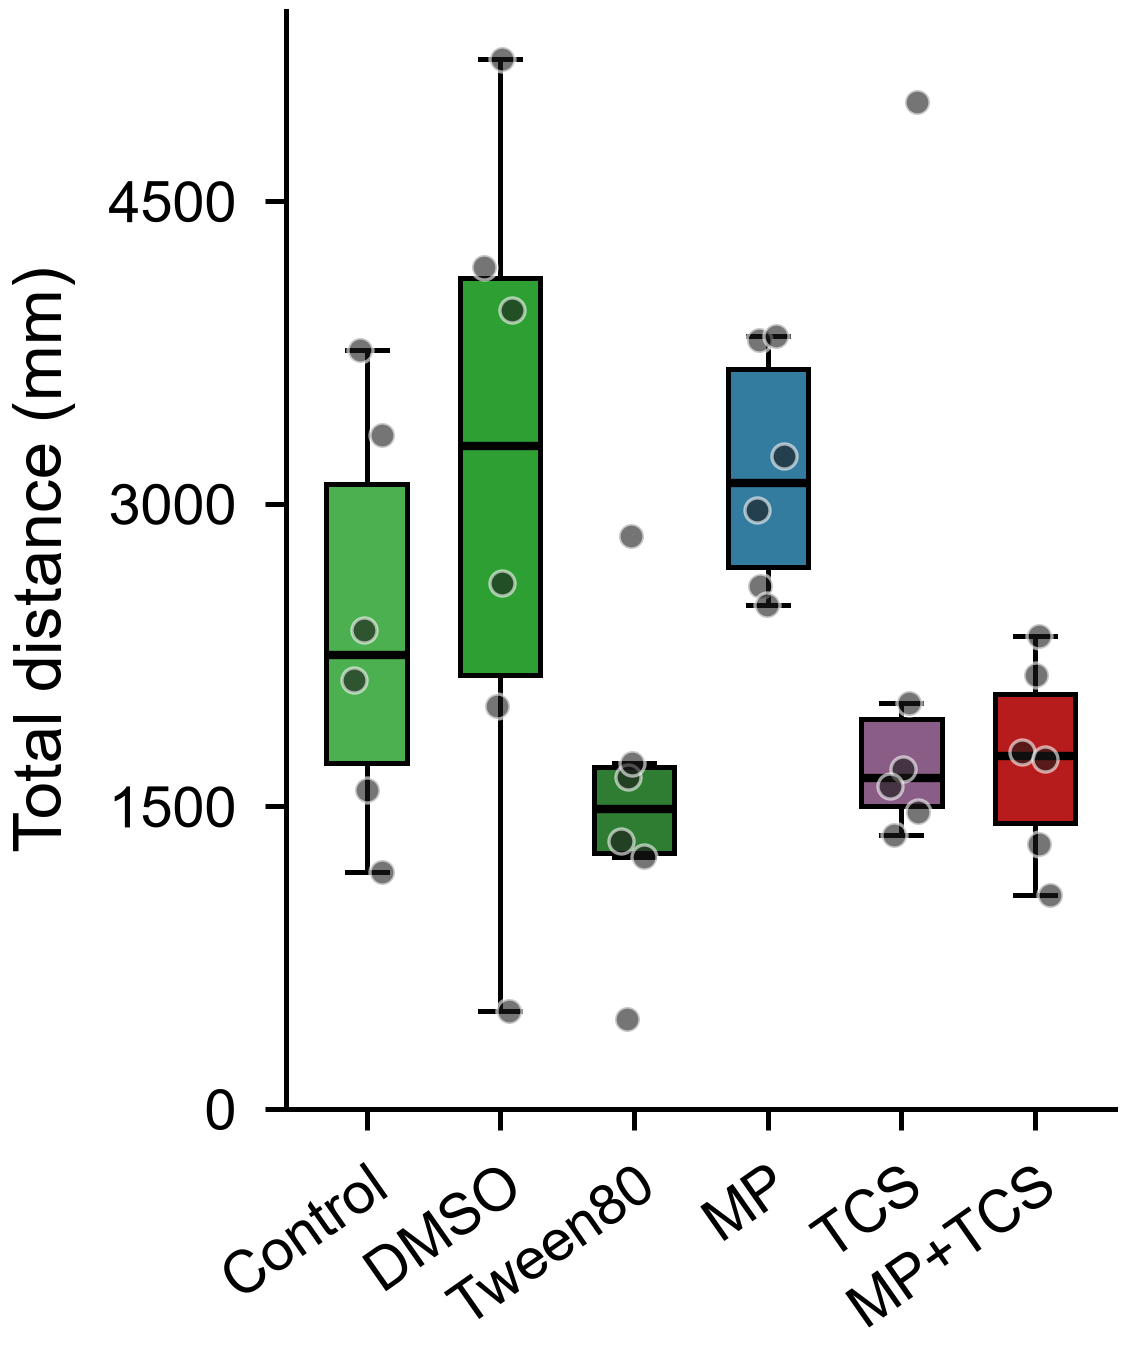 Total distance (mm)
4500
3000
1500
0
Control
DMSO
Tween80
MP
TCS
MP+TCS